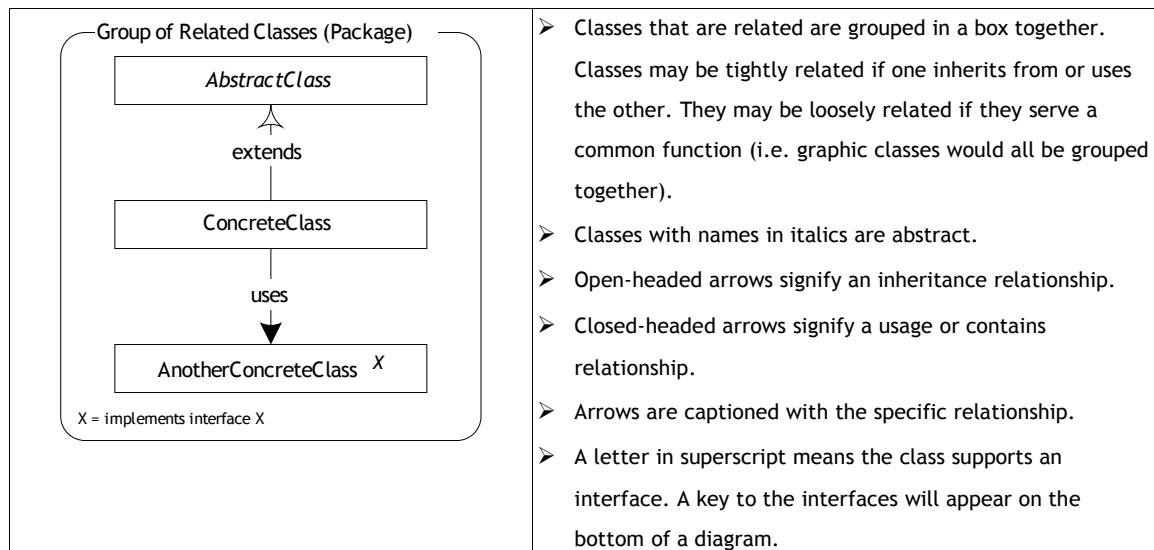 Group of Related Classes (Package)
AbstractClass
extends
ConcreteClass
uses
AnotherConcreteClass X
X = implements interface X
➢ Classes that are related are grouped in a box together.
Classes may be tightly related if one inherits from or uses
the other. They may be loosely related if they serve a
common function (i.e. graphic classes would all be grouped
together).
➢ Classes with names in italics are abstract.
➢ Open-headed arrows signify an inheritance relationship.
➢ Closed-headed arrows signify a usage or contains
relationship.
➢ Arrows are captioned with the specific relationship.
➢ A letter in superscript means the class supports an
interface. A key to the interfaces will appear on the
bottom of a diagram.